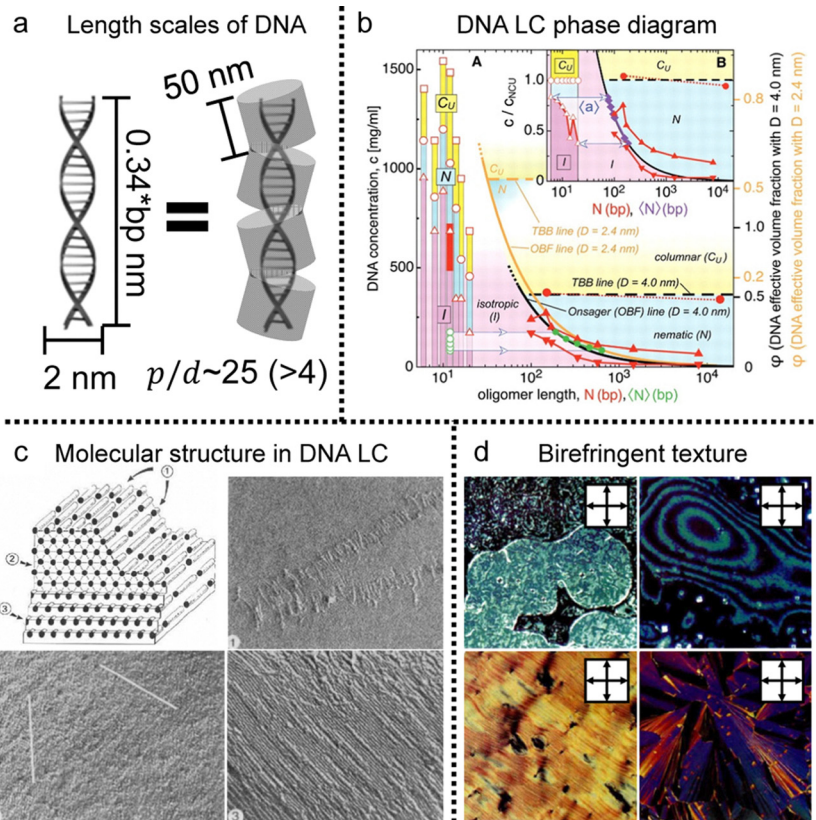 a Length scales of DNA
50 nm
0.34*bp nm
2 nm
p/d~25 (>4)
b DNA LC phase diagram
A
B
1500
1000
500
0
DNA concentration, c [mg/ml]
C_U
N
I
10¹
10²
10³
10⁴
oligomer length, N (bp), ⟨N⟩(bp)
C_U
N
TBB line (D = 2.4 nm)
OBF line (D = 2.4 nm)
columnar (C_U)
TBB line (D = 4.0 nm)
isotropic (I)
Onsager (OBF) line (D = 4.0 nm)
nematic (N)
c / c_NCU
1.0
0.5
0
C_U
I
⟨a⟩
C_U
N
I
10¹
10²
10³
10⁴
N (bp), ⟨N⟩ (bp)
1.0
0.5
0
0.8
0.5
0.2
0
φ (DNA effective volume fraction with D = 4.0 nm)
φ (DNA effective volume fraction with D = 2.4 nm)
c Molecular structure in DNA LC
1
2
3
1
3
d Birefringent texture